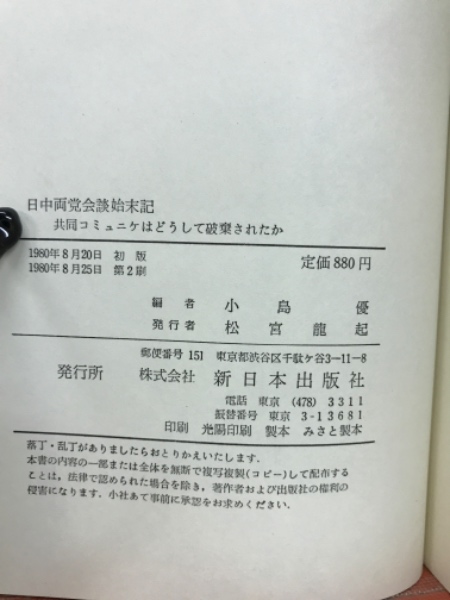 日中両党会談始末記
共同コミュニケはどうして破棄されたか
1980年8月20日 初版
1980年8月25日 第2刷
定価880円
編者 小島優
発行者 松宮龍起
郵便番号 151 東京都渋谷区千駄ケ谷3-11-8
発行所 株式会社 新日本出版社
電話 東京 (478) 3311
振替番号 東京 3-13681
印刷 光陽印刷 製本 みさと製本
落丁・乱丁がありましたらおとりかえいたします。
本書の内容の一部または全体を無断で複写複製(コピー)して配布する
ことは，法律で認められた場合を除き，著作者および出版社の権利の
侵害になります。小社あて事前に承認をお求めください。